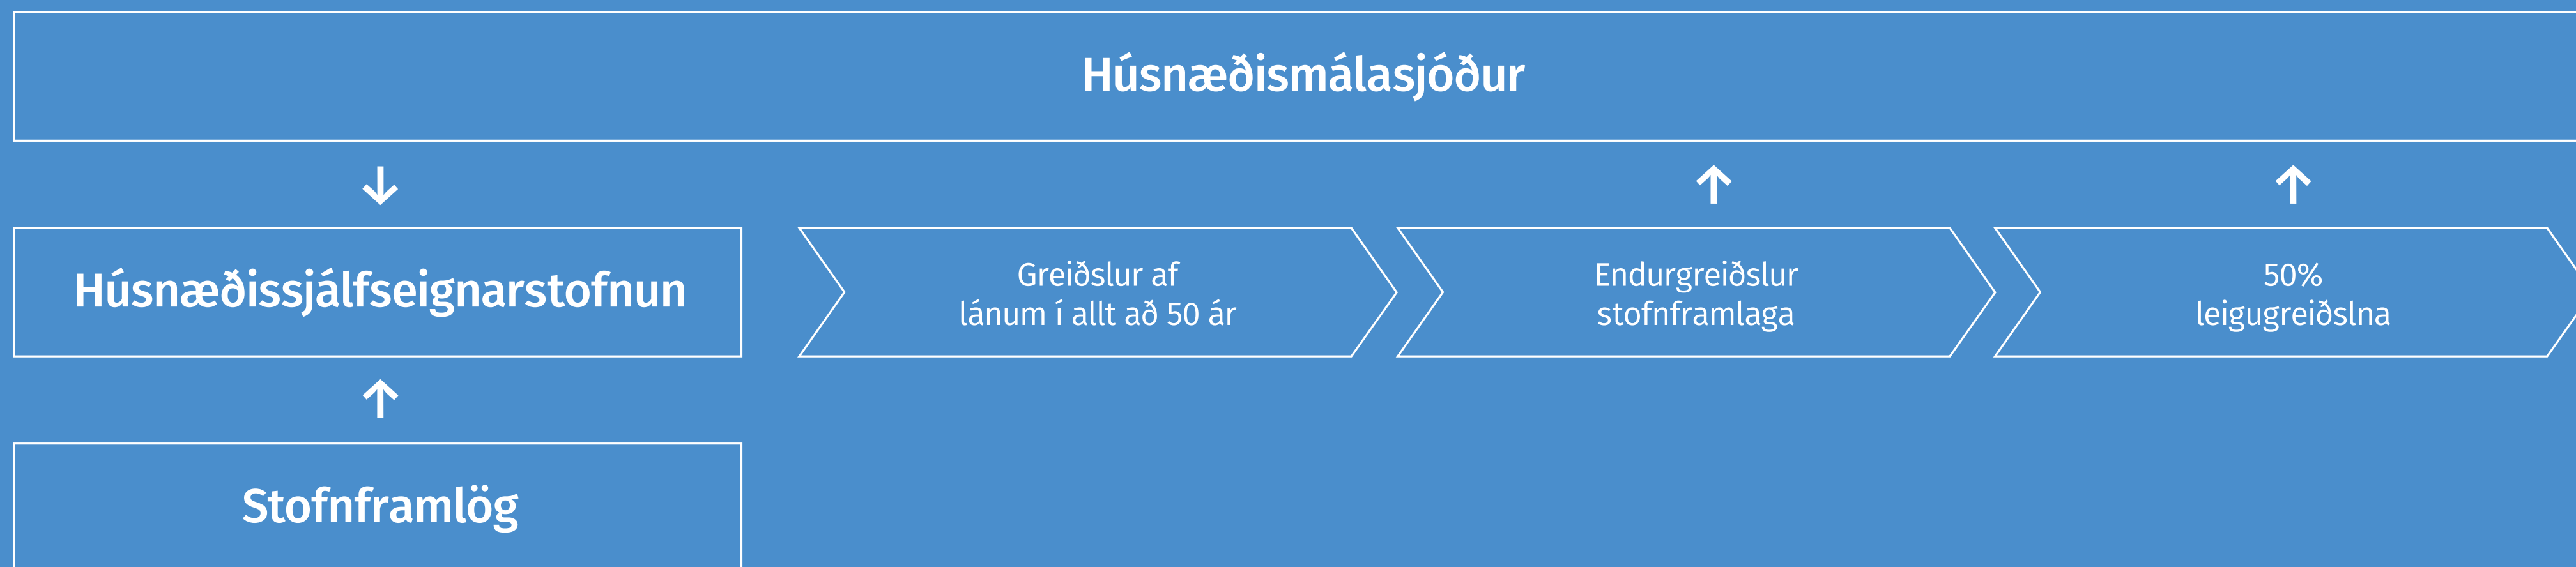 Húsnæðismálasjóður
Húsnæðissjálfseignarstofnun
Greiðslur af
lánum í allt að 50 ár
Endurgreiðslur
stofnframlaga
50%
leigugreiðslna
Stofnframlög